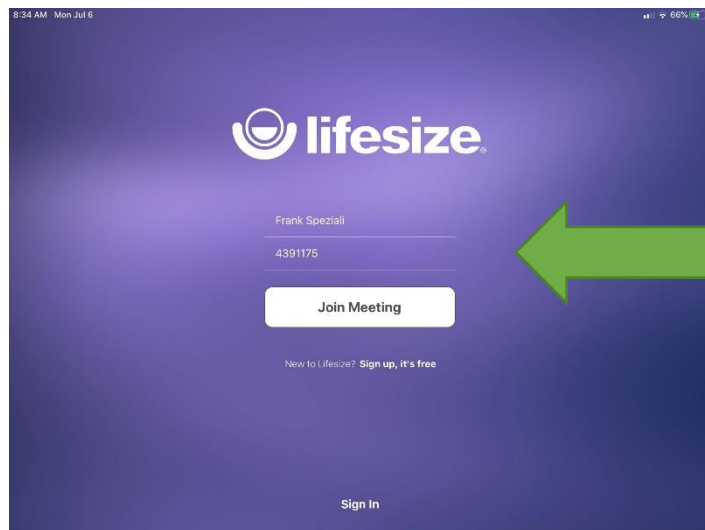 8:34 AM Mon Jul 6
66%
lifesize
Frank Speziali
4391175
Join Meeting
New to Lifesize? Sign up, it's free
Sign In